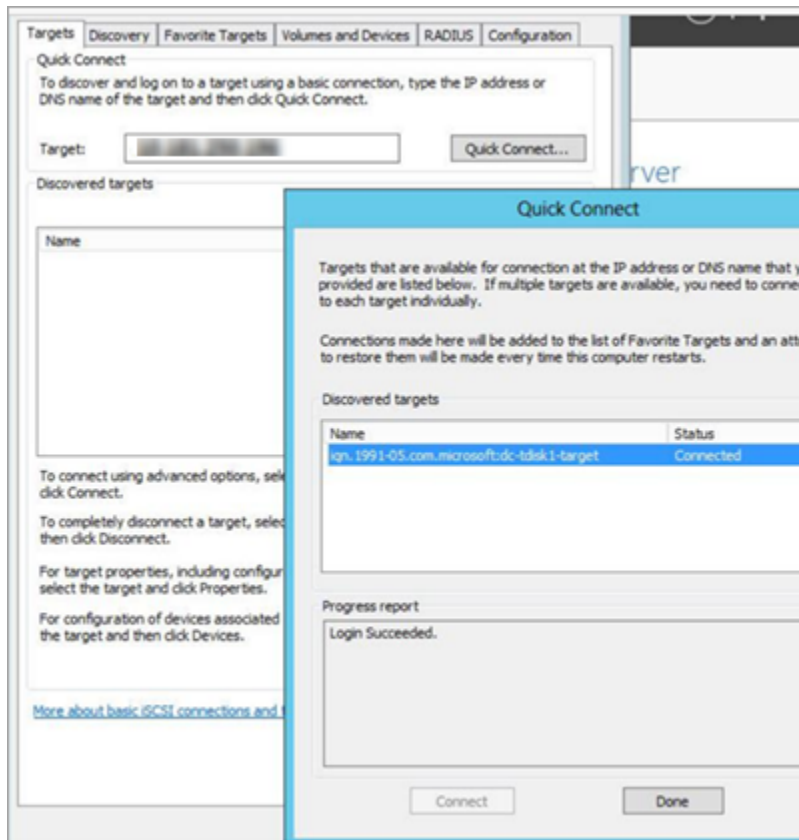 Targets Discovery Favorite Targets Volumes and Devices RADIUS Configuration
Quick Connect
To discover and log on to a target using a basic connection, type the IP address or
DNS name of the target and then click Quick Connect.
Target:
Quick Connect...
Discovered targets
Name
To connect using advanced options, sele
click Connect.
To completely disconnect a target, selec
then click Disconnect.
For target properties, including configur
select the target and click Properties.
For configuration of devices associated
the target and then click Devices.
More about basic iSCSI connections and t
rver
Quick Connect
Targets that are available for connection at the IP address or DNS name that y
provided are listed below. If multiple targets are available, you need to conne
to each target individually.
Connections made here will be added to the list of Favorite Targets and an att
to restore them will be made every time this computer restarts.
Discovered targets
Name Status
iqn.1991-05.com.microsoft:dc-tdisk1-target Connected
Progress report
Login Succeeded.
Connect Done